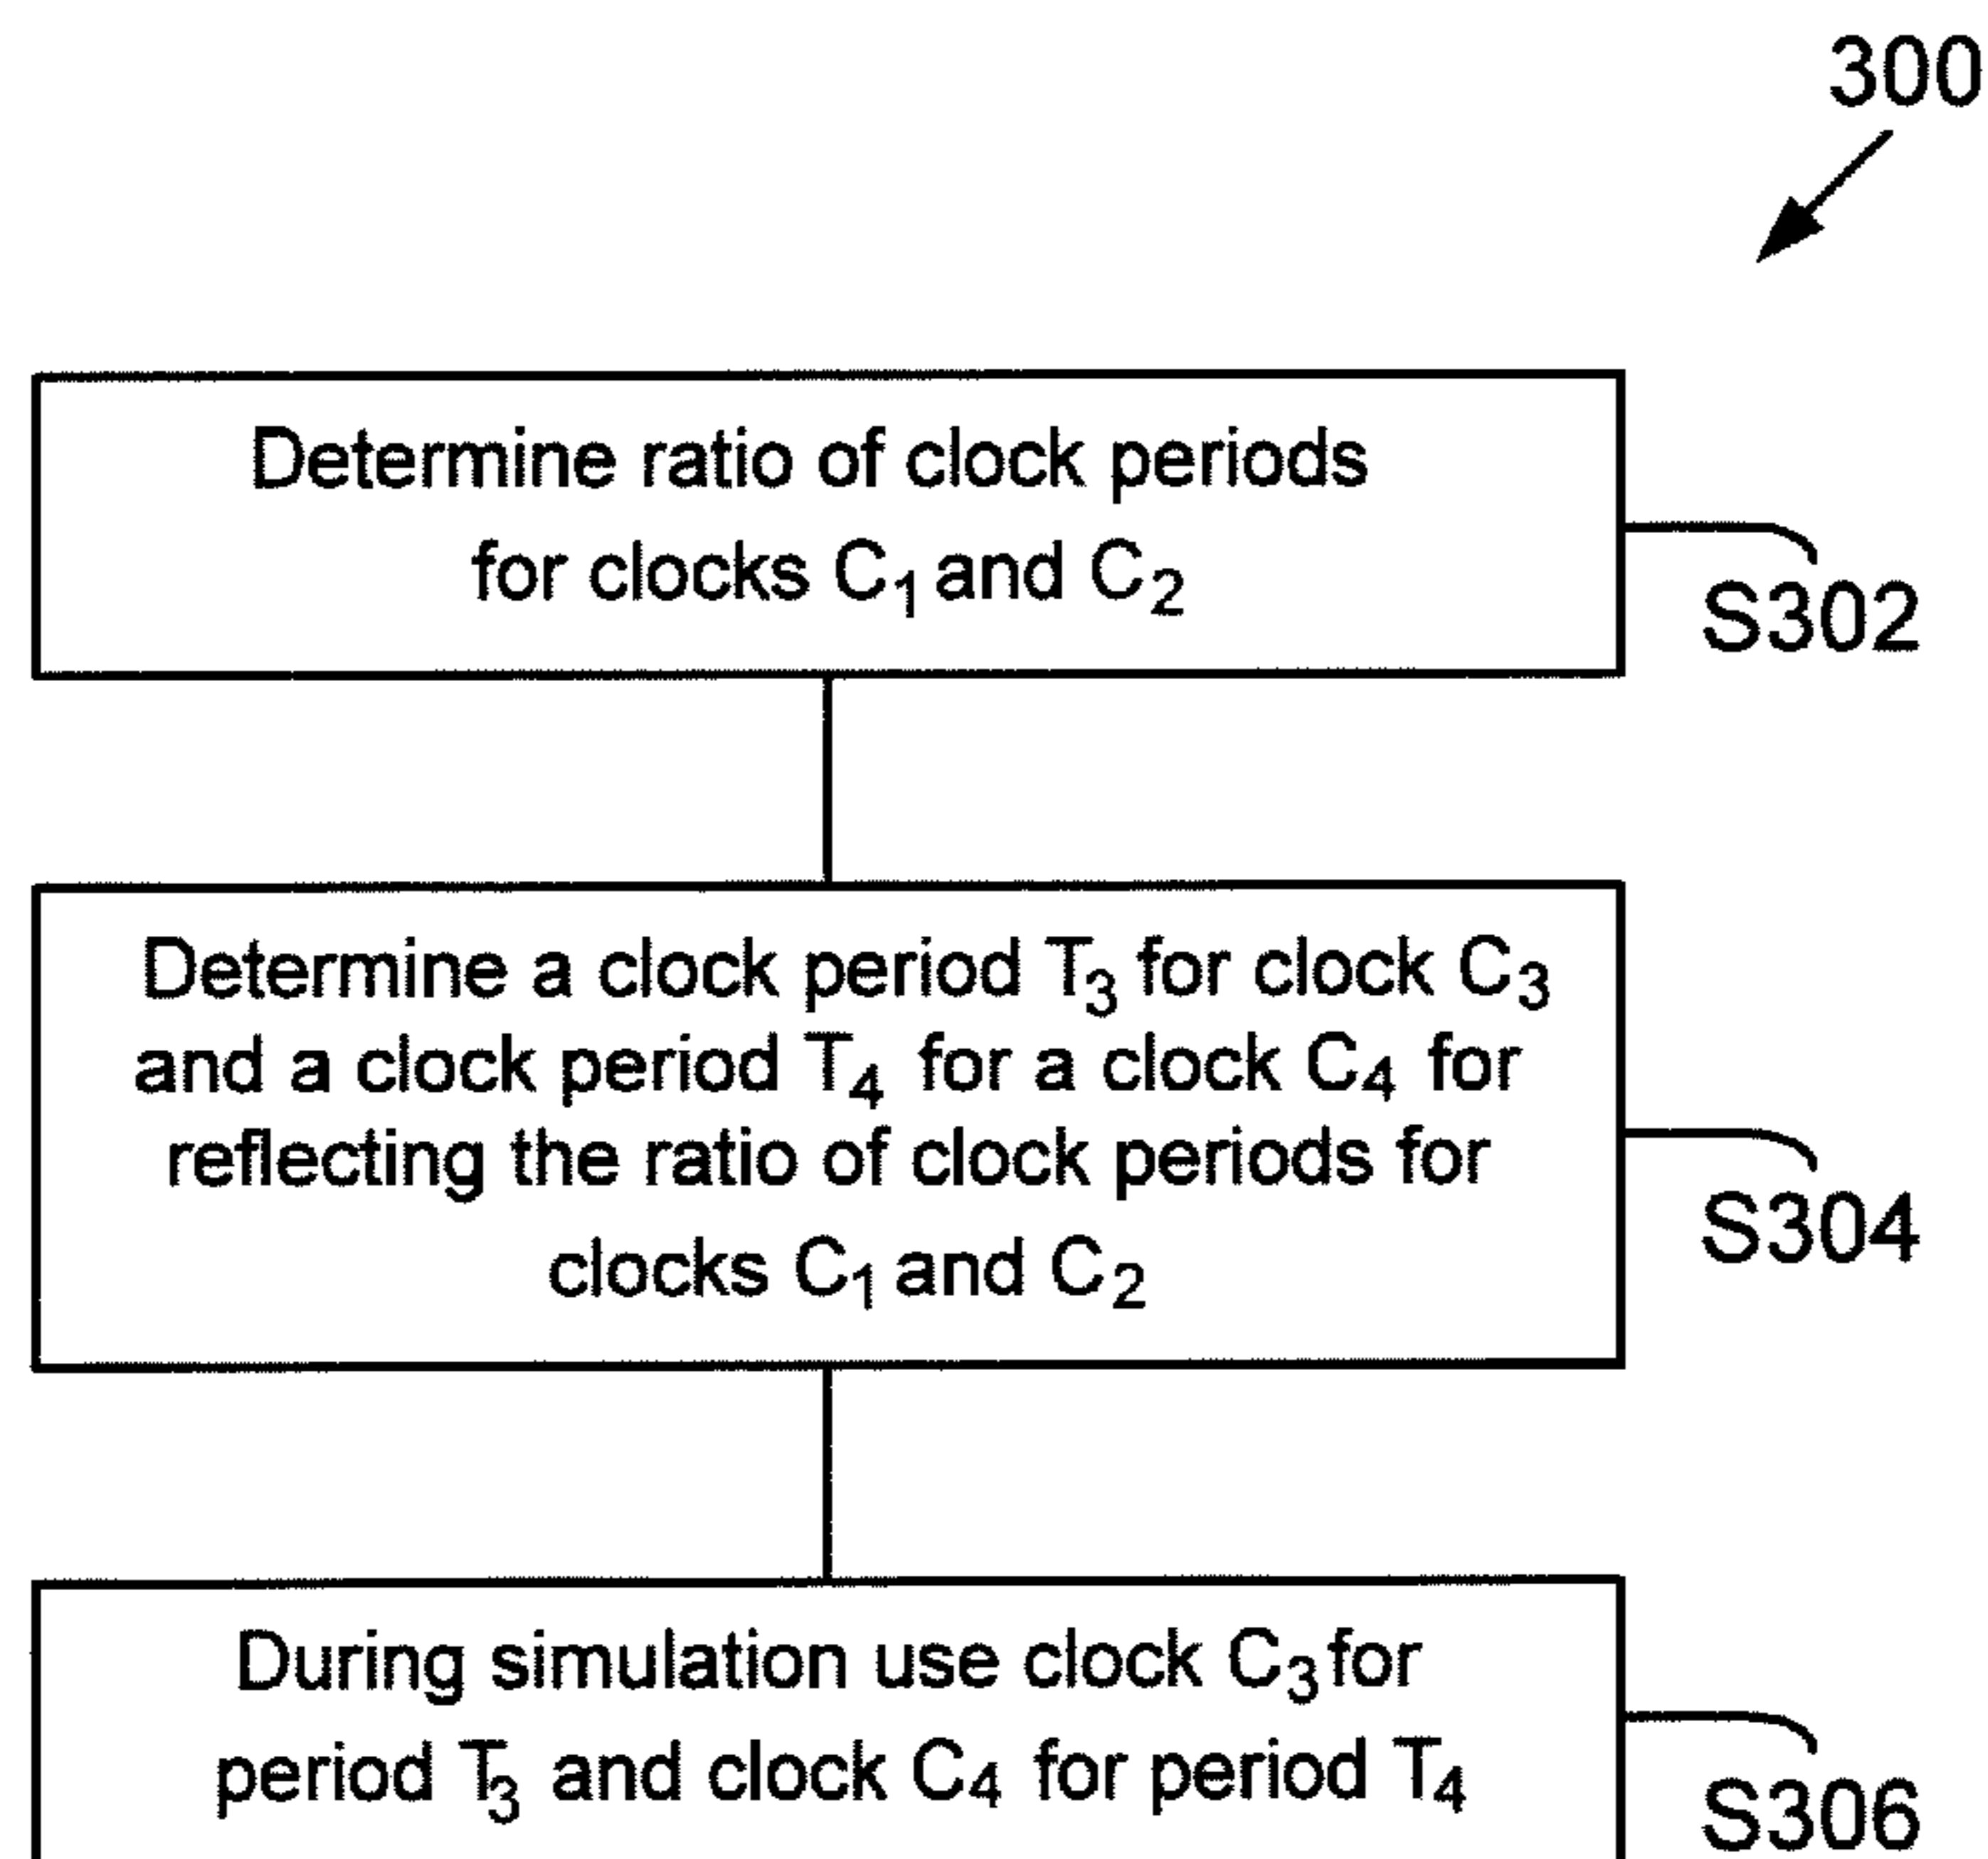 300
Determine ratio of clock periods
for clocks C₁ and C₂
S302
Determine a clock period T₃ for clock C₃
and a clock period T₄ for a clock C₄ for
reflecting the ratio of clock periods for
clocks C₁ and C₂
S304
During simulation use clock C₃ for
period T₃ and clock C₄ for period T₄
S306